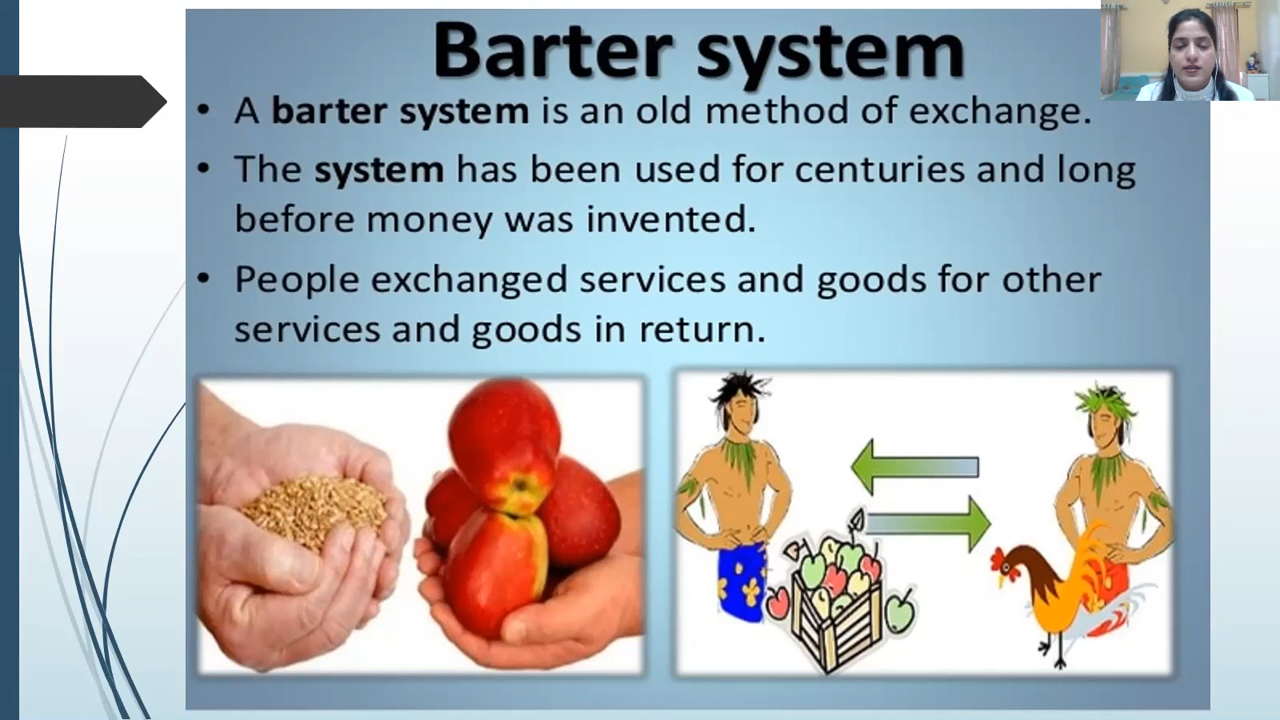 Barter system
• A barter system is an old method of exchange.
• The system has been used for centuries and long
before money was invented.
• People exchanged services and goods for other
services and goods in return.